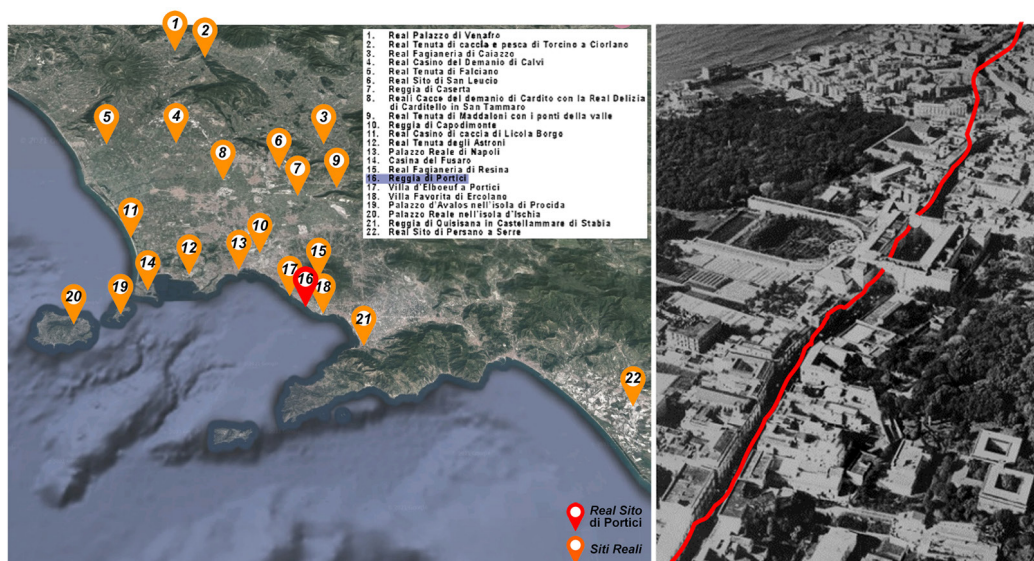 1. Real Palazzo di Venafro
2. Real Tenuta di caccia e pesca di Torcino a Ciorlano
3. Real Fagianeria di Caiazzo
4. Real Casino del Demanio di Calvi
5. Real Tenuta di Falciano
6. Real Sito di San Leucio
7. Reggia di Caserta
8. Reali Cacce del demanio di Cardito con la Real Delizia
di Carditello in San Tammaro
9. Real Tenuta di Maddaloni con i ponti della valle
10. Reggia di Capodimonte
11. Real Casino di caccia di Licola Borgo
12. Real Tenuta degli Astroni
13. Palazzo Reale di Napoli
14. Casina del Fusaro
15. Real Fagianeria di Resina
16. Reggia di Portici
17. Villa d'Elboeuf a Portici
18. Villa Favorita di Ercolano
19. Palazzo d'Avalos nell'isola di Procida
20. Palazzo Reale nell'isola d'Ischia
21. Reggia di Quisisana in Castellammare di Stabia
22. Real Sito di Persano a Serre
1
2
5
4
3
6
8
9
7
11
10
13
12
15
14
17
16
18
19
20
21
22
Real Sito
di Portici
Siti Reali